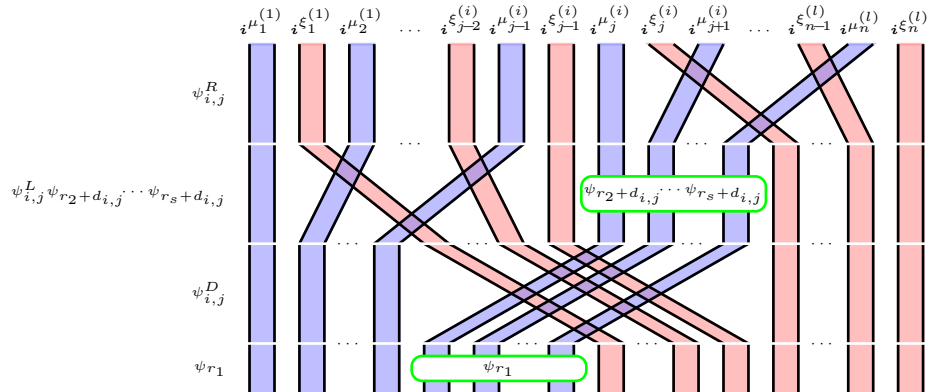 i^{μ_1^{(1)}} i^{ξ_1^{(1)}} i^{μ_2^{(1)}} ··· i^{ξ_{j-2}^{(i)}} i^{μ_{j-1}^{(i)}} i^{ξ_{j-1}^{(i)}} i^{μ_j^{(i)}} i^{ξ_j^{(i)}} i^{μ_{j+1}^{(i)}} ··· i^{ξ_{n-1}^{(l)}} i^{μ_n^{(l)}} i^{ξ_n^{(l)}}
ψ_{i,j}^R
··· ··· ···
ψ_{i,j}^L ψ_{r_2+d_{i,j}} ··· ψ_{r_s+d_{i,j}} ψ_{r_2+d_{i,j}} ··· ψ_{r_s+d_{i,j}}
··· ··· ··· ···
ψ_{i,j}^D
··· ··· ··· ···
ψ_{r_1} ψ_{r_1}